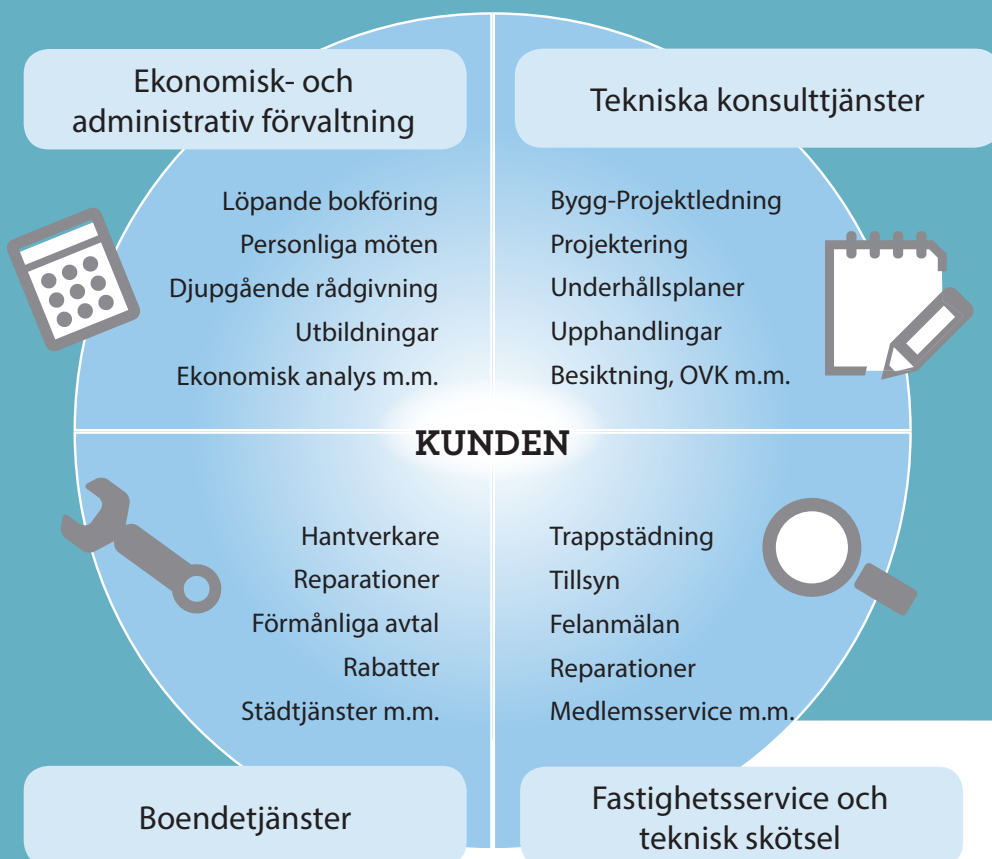 Ekonomisk- och
administrativ förvaltning
Löpande bokföring
Personliga möten
Djupgående rådgivning
Utbildningar
Ekonomisk analys m.m.
Tekniska konsulttjänster
Bygg-Projektledning
Projektering
Underhållsplaner
Upphandlingar
Besiktning, OVK m.m.
KUNDEN
Hantverkare
Reparationer
Förmånliga avtal
Rabatter
Städtjänster m.m.
Boendetjänster
Trappstädning
Tillsyn
Felanmälan
Reparationer
Medlemsservice m.m.
Fastighetsservice och
teknisk skötsel